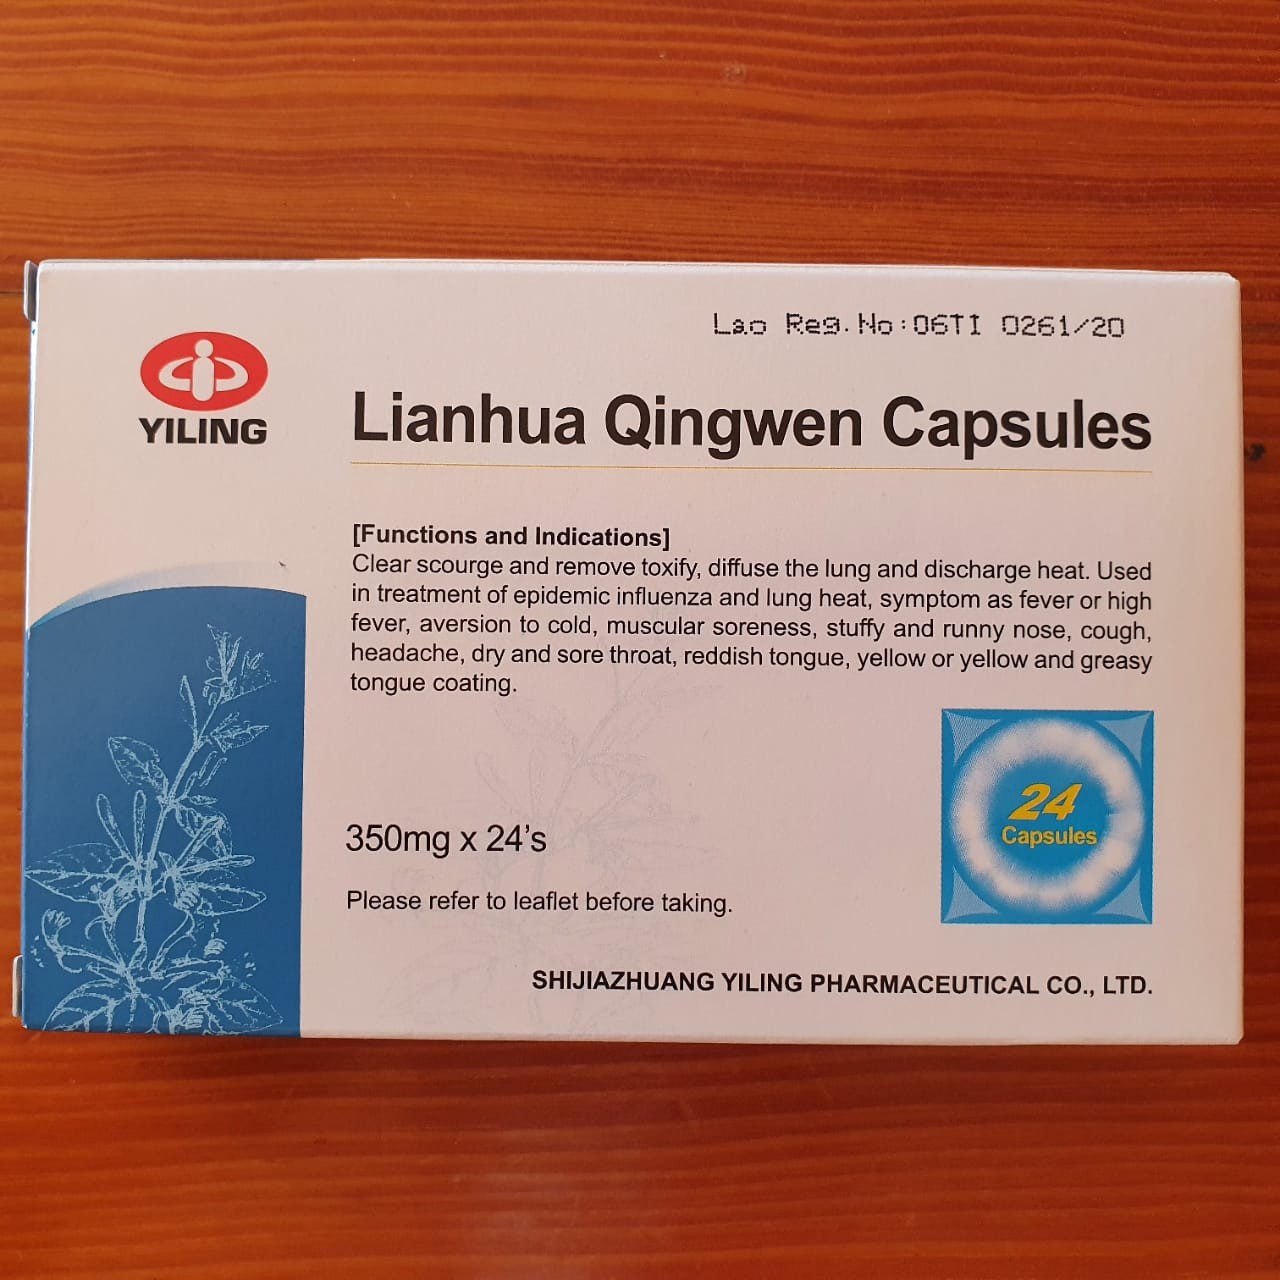 Lao Reg.No:06TI 0261/20
YILING
Lianhua Qingwen Capsules
[Functions and Indications]
Clear scourge and remove toxify, diffuse the lung and discharge heat. Used
in treatment of epidemic influenza and lung heat, symptom as fever or high
fever, aversion to cold, muscular soreness, stuffy and runny nose, cough,
headache, dry and sore throat, reddish tongue, yellow or yellow and greasy
tongue coating.
24
Capsules
350mg x 24's
Please refer to leaflet before taking.
SHIJIAZHUANG YILING PHARMACEUTICAL CO., LTD.